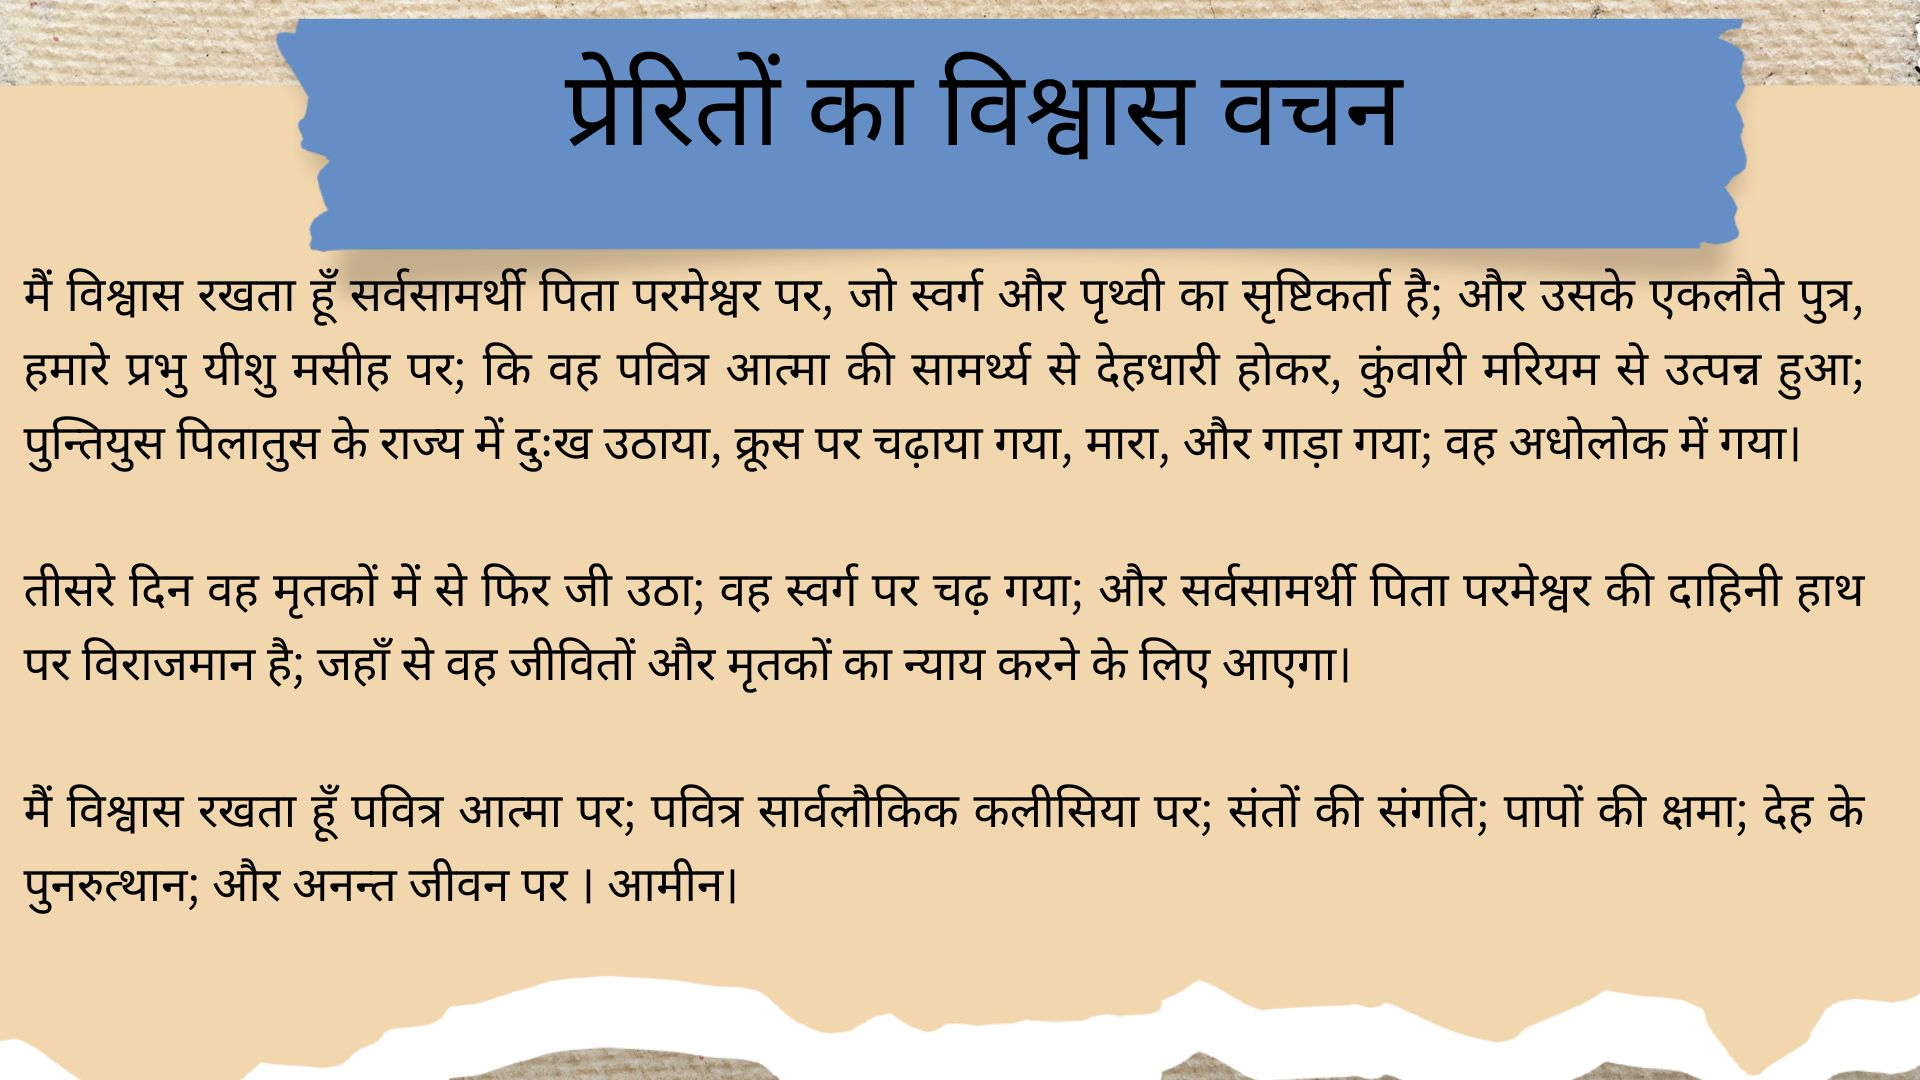 प्रेरितों का विश्वास वचन
मैं विश्वास रखता हूँ सर्वसामर्थी पिता परमेश्वर पर, जो स्वर्ग और पृथ्वी का सृष्टिकर्ता है; और उसके एकलौते पुत्र,
हमारे प्रभु यीशु मसीह पर; कि वह पवित्र आत्मा की सामर्थ्य से देहधारी होकर, कुंवारी मरियम से उत्पन्न हुआ;
पुन्तियुस पिलातुस के राज्य में दुःख उठाया, क्रूस पर चढ़ाया गया, मारा, और गाड़ा गया; वह अधोलोक में गया।
तीसरे दिन वह मृतकों में से फिर जी उठा; वह स्वर्ग पर चढ़ गया; और सर्वसामर्थी पिता परमेश्वर की दाहिनी हाथ
पर विराजमान है; जहाँ से वह जीवितों और मृतकों का न्याय करने के लिए आएगा।
मैं विश्वास रखता हूँ पवित्र आत्मा पर; पवित्र सार्वलौकिक कलीसिया पर; संतों की संगति; पापों की क्षमा; देह के
पुनरुत्थान; और अनन्त जीवन पर । आमीन।